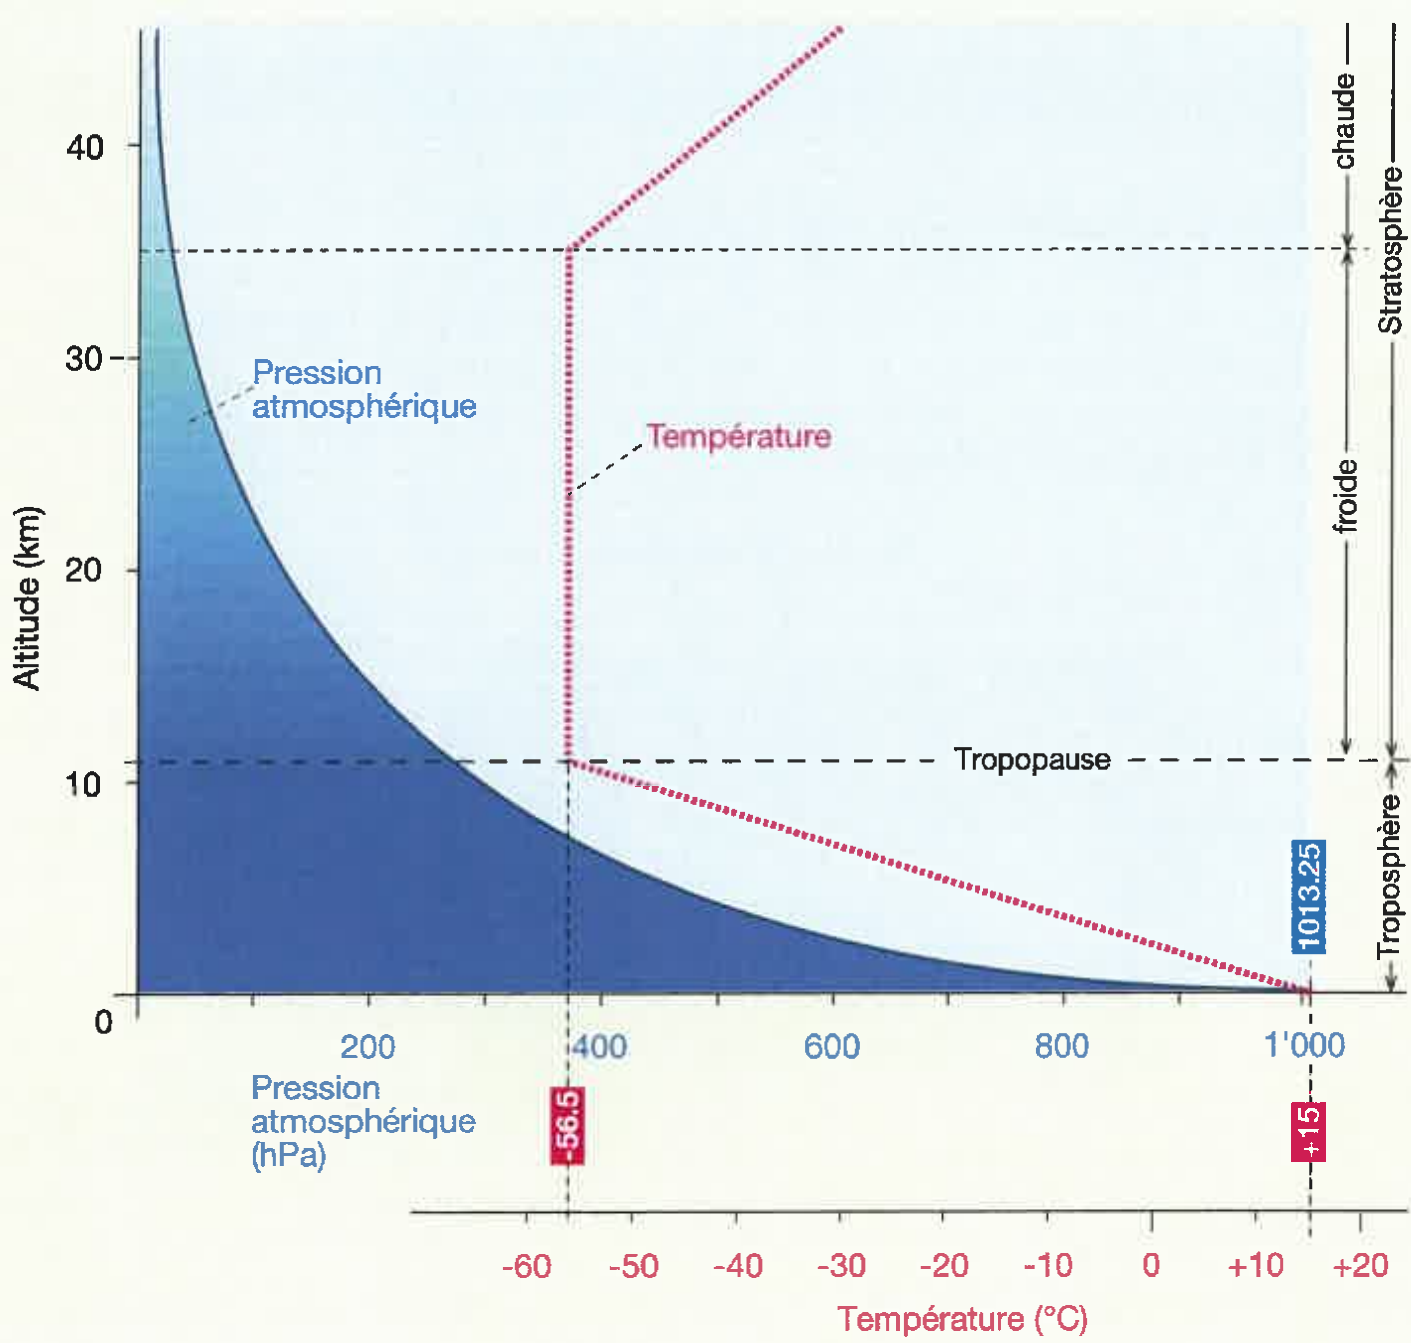 chaude
Stratosphère
40
30
Pression
atmosphérique
Température
froide
Altitude (km)
20
Tropopause
10
1013.25
Troposphère
0
200
400
600
800
1'000
Pression
atmosphérique
(hPa)
-56.5
+15
-60
-50
-40
-30
-20
-10
0
+10
+20
Température (°C)